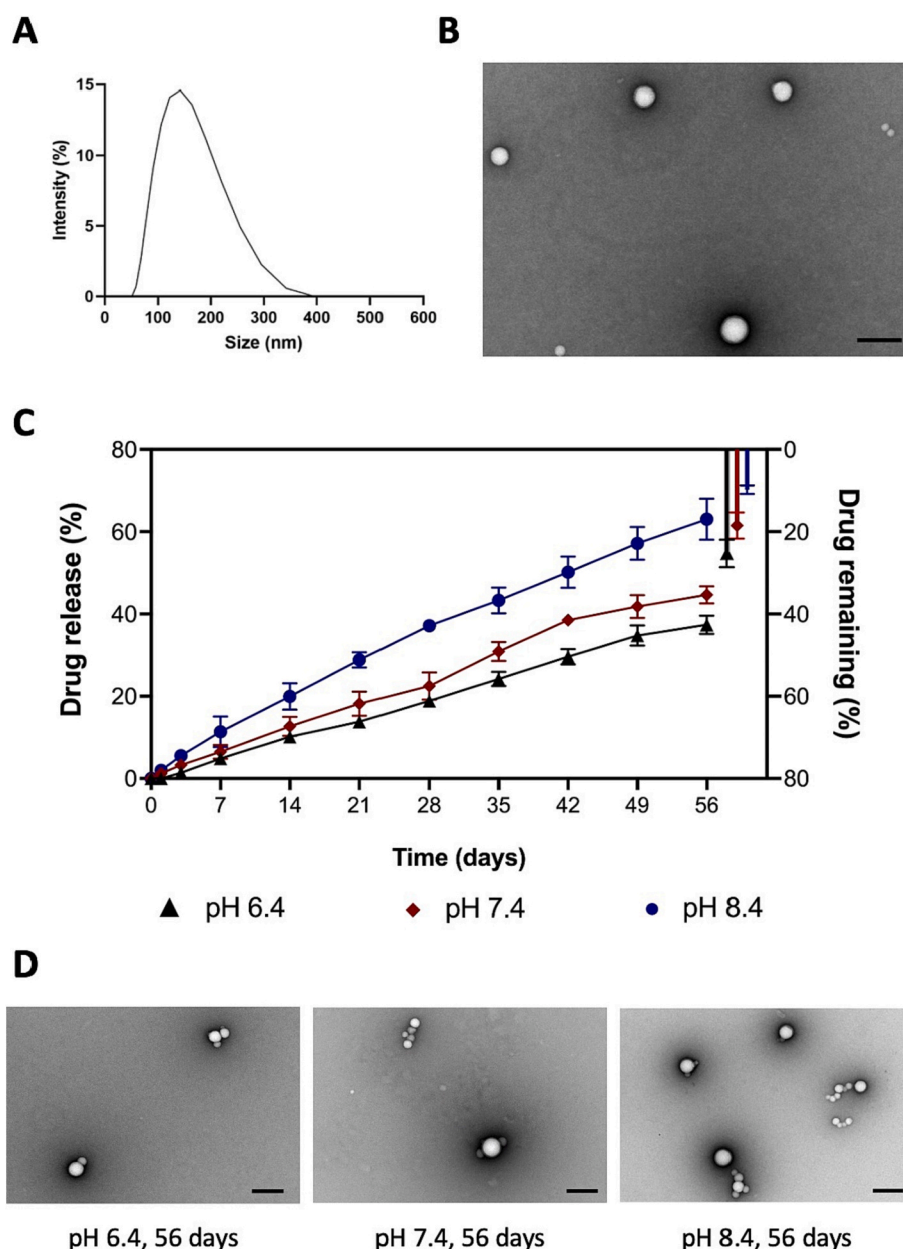 A
B
15
10
5
0
Intensity (%)
0 100 200 300 400 500 600
Size (nm)
C
80
60
40
20
0
Drug release (%)
0
20
40
60
80
Drug remaining (%)
0 7 14 21 28 35 42 49 56
Time (days)
pH 6.4 pH 7.4 pH 8.4
D
pH 6.4, 56 days pH 7.4, 56 days pH 8.4, 56 days